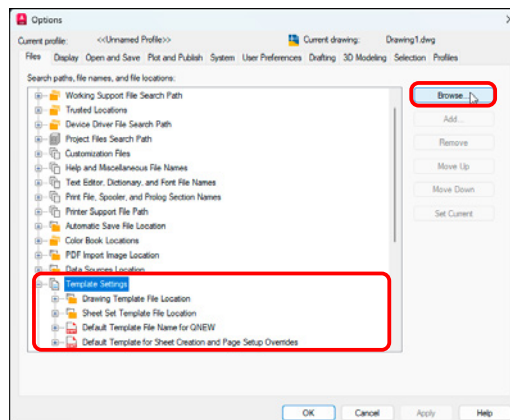 Options
Current profile: <<Unnamed Profile>> Current drawing: Drawing1.dwg
Files Display Open and Save Plot and Publish System User Preferences Drafting 3D Modeling Selection Profiles
Search paths, file names, and file locations:
Working Support File Search Path
Browse...
Trusted Locations
Device Driver File Search Path
Add...
Project Files Search Path
Remove
Customization Files
Help and Miscellaneous File Names
Move Up
Text Editor, Dictionary, and Font File Names
Move Down
Print File, Spooler, and Prolog Section Names
Printer Support File Path
Set Current
Automatic Save File Location
Color Book Locations
PDF Import Image Location
Data Sources Location
Template Settings
Drawing Template File Location
Sheet Set Template File Location
Default Template File Name for QNEW
Default Template for Sheet Creation and Page Setup Overrides
OK Cancel Apply Help